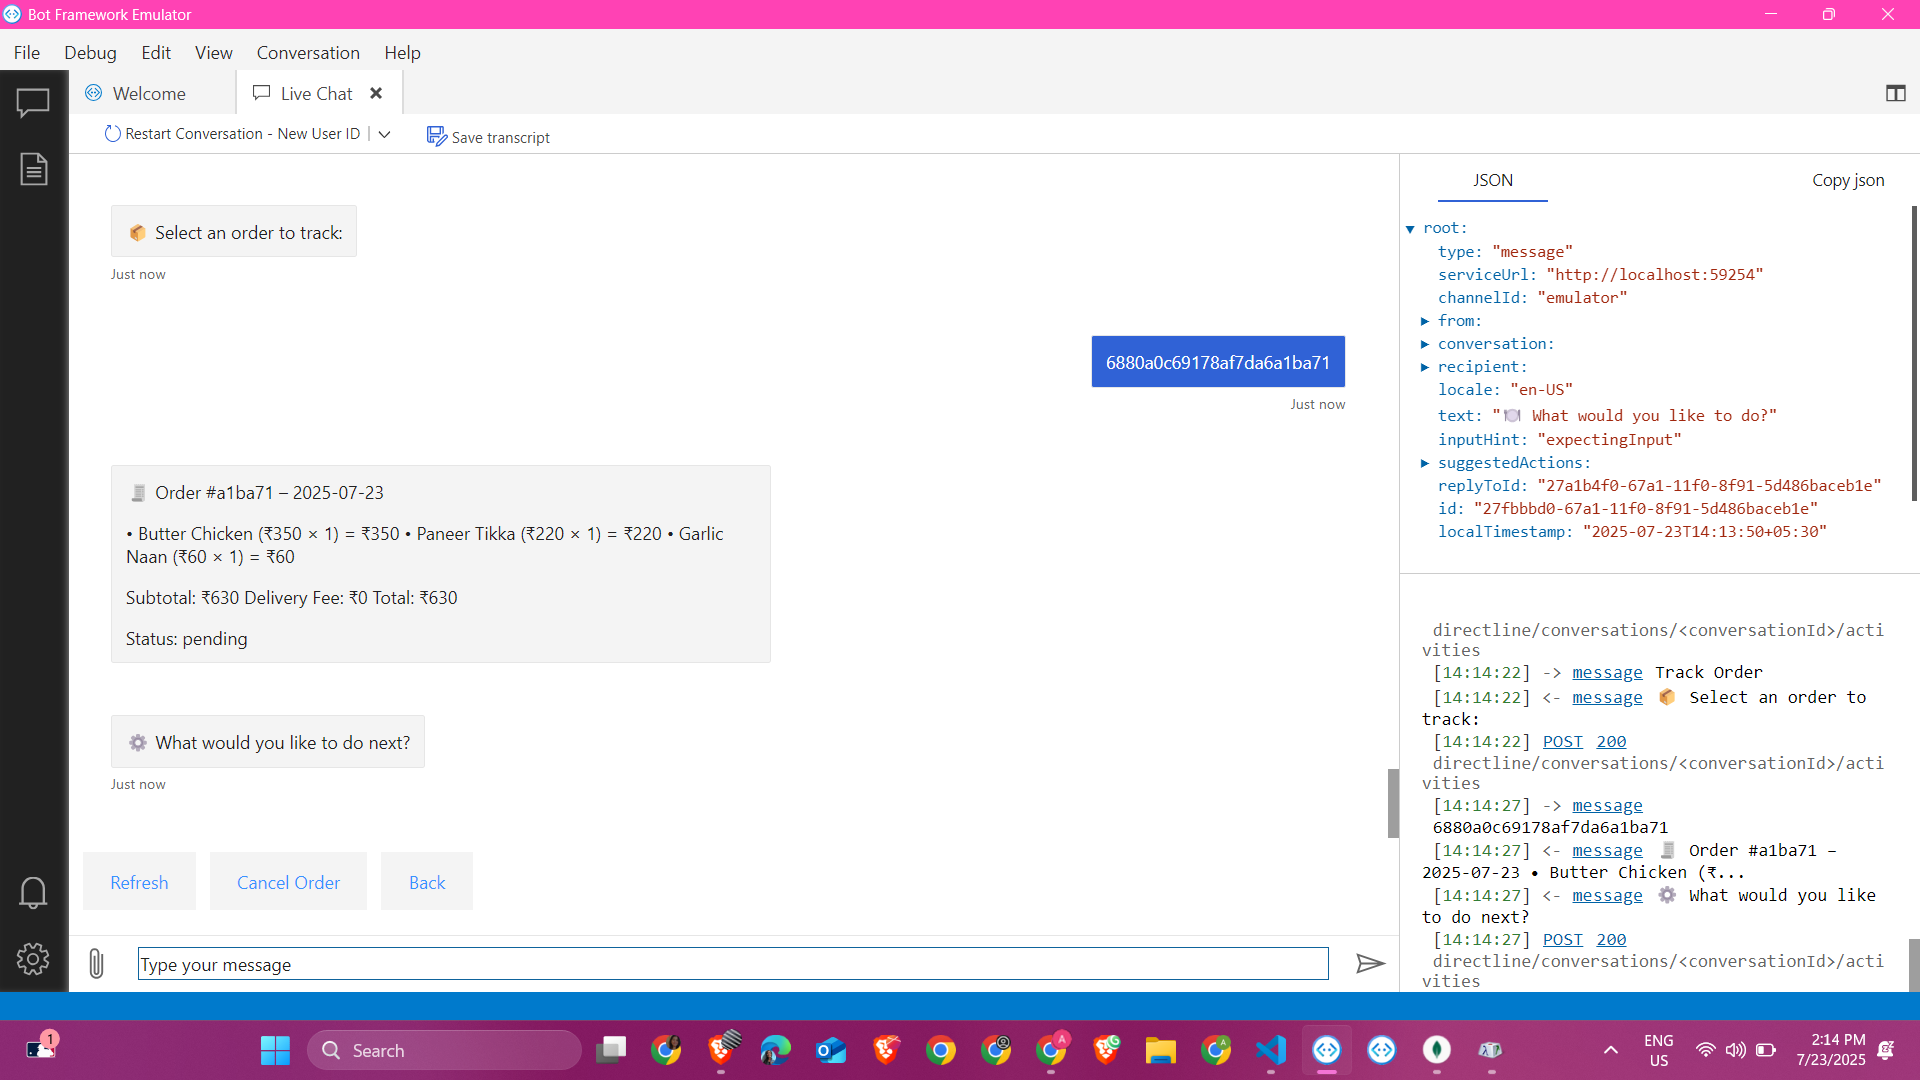 Bot Framework Emulator
File Debug Edit View Conversation Help
Welcome
Live Chat
Restart Conversation - New User ID
Save transcript
📦 Select an order to track:
Just now
6880a0c69178af7da6a1ba71
Just now
🧾 Order #a1ba71 – 2025-07-23
• Butter Chicken (₹350 × 1) = ₹350 • Paneer Tikka (₹220 × 1) = ₹220 • Garlic
Naan (₹60 × 1) = ₹60
Subtotal: ₹630 Delivery Fee: ₹0 Total: ₹630
Status: pending
⚙️ What would you like to do next?
Just now
Refresh
Cancel Order
Back
Type your message
JSON
Copy json
root:
type: "message"
serviceUrl: "http://localhost:59254"
channelId: "emulator"
from:
conversation:
recipient:
locale: "en-US"
text: "🍽️ What would you like to do?"
inputHint: "expectingInput"
suggestedActions:
replyToId: "27a1b4f0-67a1-11f0-8f91-5d486baceb1e"
id: "27fbbbd0-67a1-11f0-8f91-5d486baceb1e"
localTimestamp: "2025-07-23T14:13:50+05:30"
directline/conversations/<conversationId>/acti
vities
[14:14:22] -> message Track Order
[14:14:22] <- message 📦 Select an order to
track:
[14:14:22] POST 200
directline/conversations/<conversationId>/acti
vities
[14:14:27] -> message
6880a0c69178af7da6a1ba71
[14:14:27] <- message 🧾 Order #a1ba71 –
2025-07-23 • Butter Chicken (₹...
[14:14:27] <- message ⚙️ What would you like
to do next?
[14:14:27] POST 200
directline/conversations/<conversationId>/acti
vities
1
Search
A
G
A
ENG
US
2:14 PM
7/23/2025